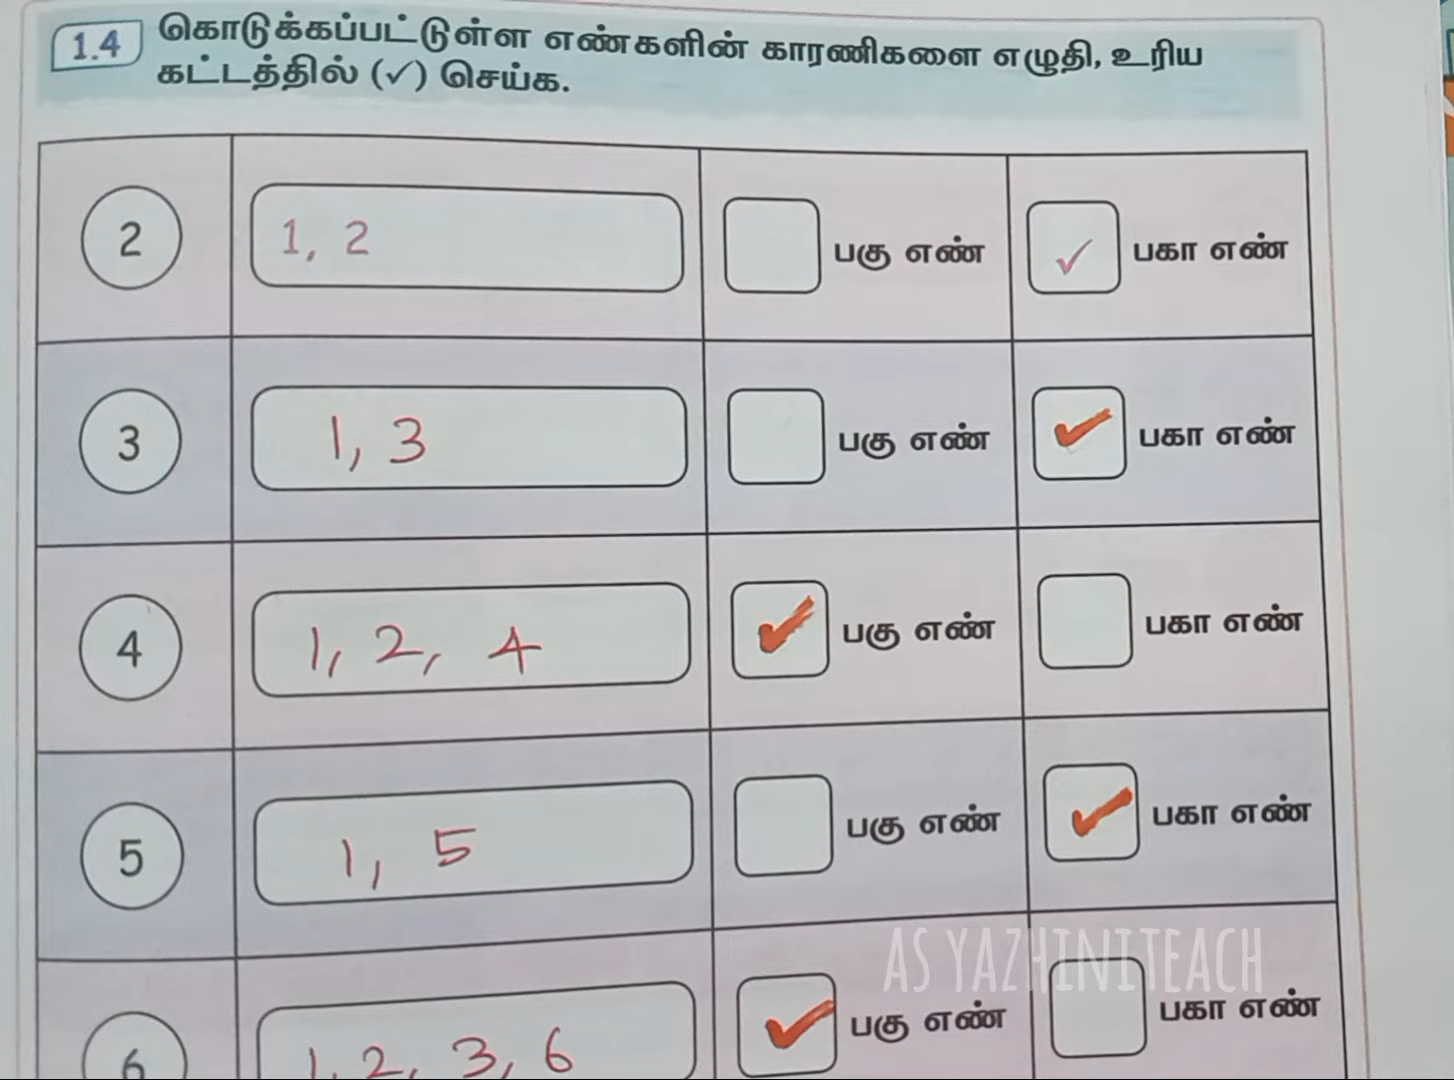 1.4 கொடுக்கப்பட்டுள்ள எண்களின் காரணிகளை எழுதி, உரிய
கட்டத்தில் (✓) செய்க.
2 1, 2 பகு எண் ✓ பகா எண்
3 1, 3 பகு எண் ✓ பகா எண்
4 1, 2, 4 ✓ பகு எண் பகா எண்
5 1, 5 பகு எண் ✓ பகா எண்
AS YAZHINITEACH
6 1, 2, 3, 6 ✓ பகு எண் பகா எண்